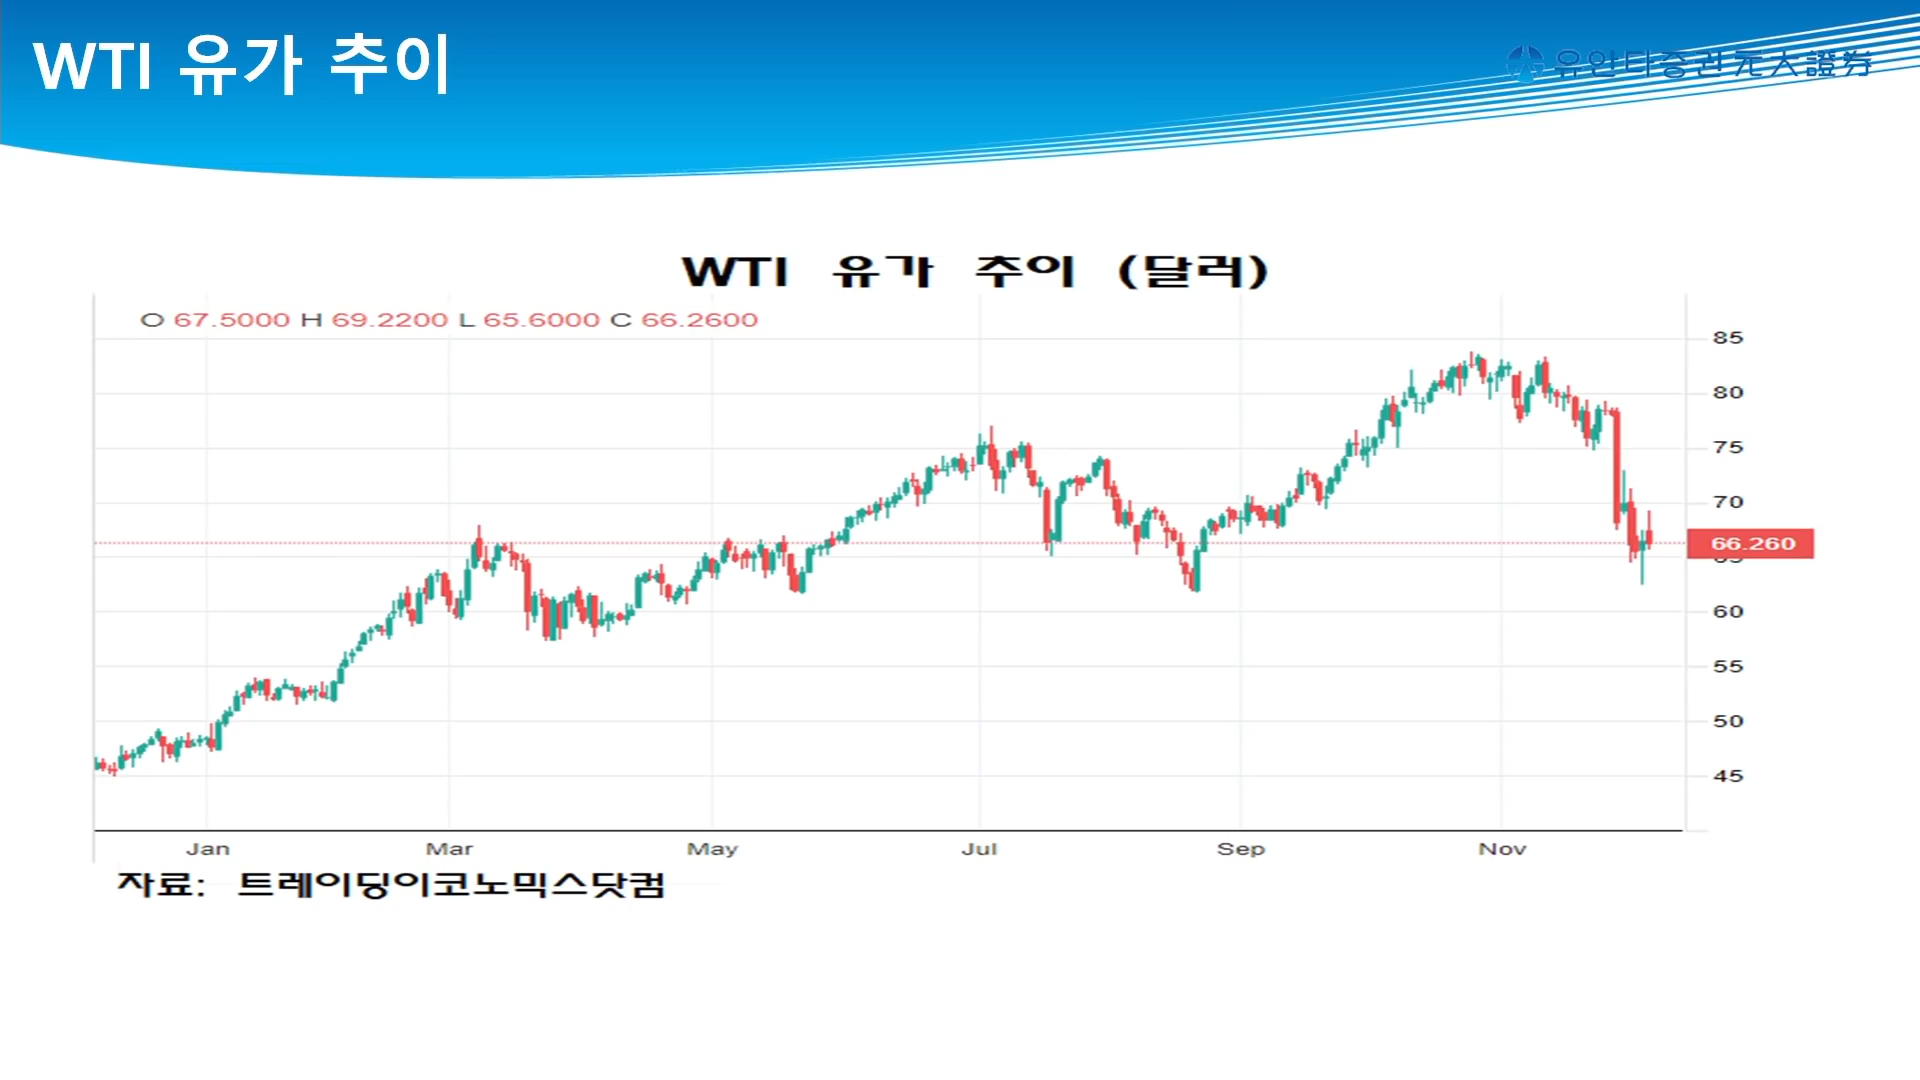 WTI 유가 추이
유안타증권 元大證券
WTI 유가 추이 (달러)
O 67.5000 H 69.2200 L 65.6000 C 66.2600
85
80
75
70
66.260
65
60
55
50
45
Jan Mar May Jul Sep Nov
자료: 트레이딩이코노믹스닷컴